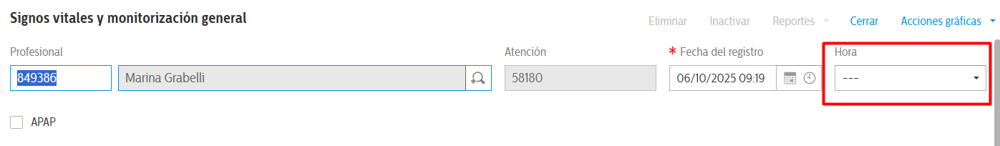 Signos vitales y monitorización general
Eliminar Inactivar Reportes Cerrar Acciones gráficas
Profesional Atención * Fecha del registro Hora
849386 Marina Grabelli 58180 06/10/2025 09:19 ---
APAP